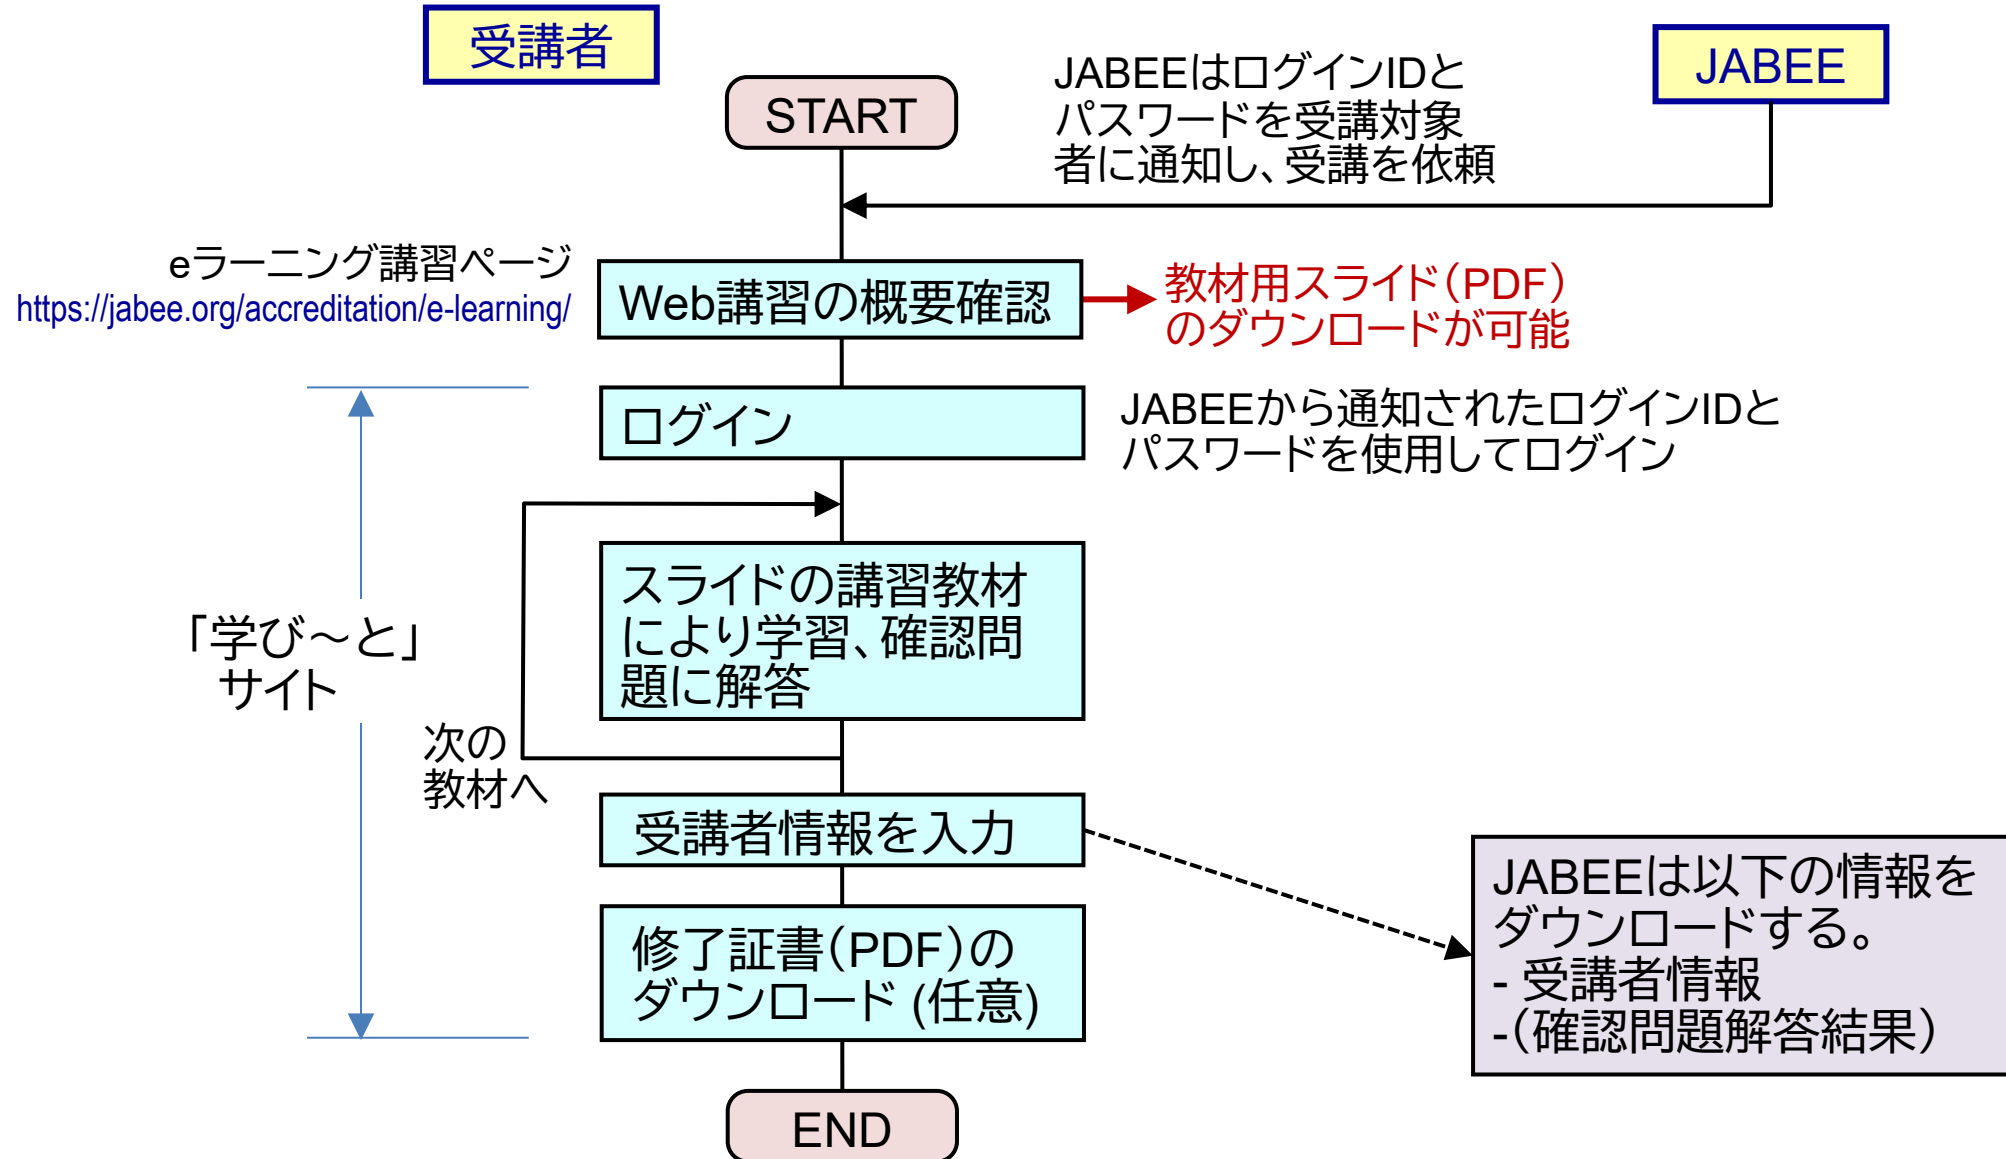 受講者
JABEE
START
JABEEはログインIDと
パスワードを受講対象
者に通知し、受講を依頼
eラーニング講習ページ
https://jabee.org/accreditation/e-learning/
Web講習の概要確認
教材用スライド（PDF）
のダウンロードが可能
ログイン
JABEEから通知されたログインIDと
パスワードを使用してログイン
スライドの講習教材
により学習、確認問
題に解答
「学び～と」
サイト
次の
教材へ
受講者情報を入力
JABEEは以下の情報を
ダウンロードする。
- 受講者情報
-（確認問題解答結果）
修了証書（PDF）の
ダウンロード (任意)
END